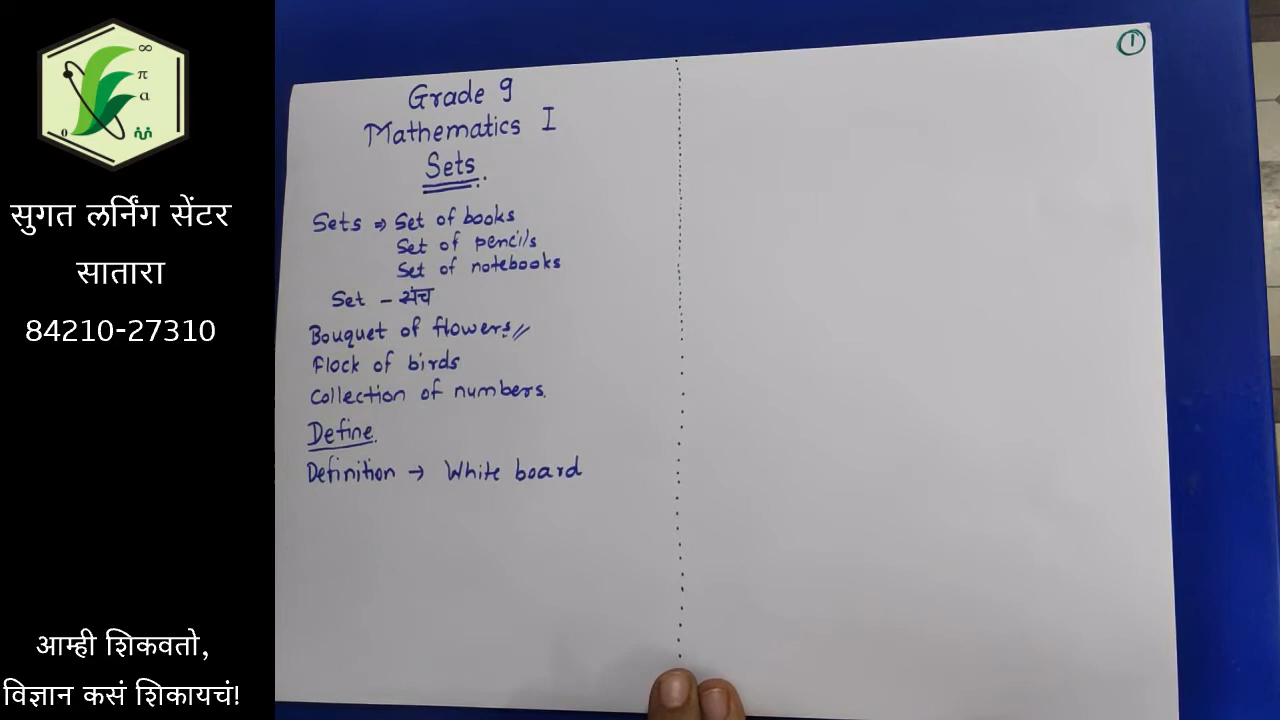 ∞
π
a
0
सुगत लर्निंग सेंटर
सातारा
84210-27310
आम्ही शिकवतो,
विज्ञान कसं शिकायचं!
1
Grade 9
Mathematics I
Sets.
Sets ⇒ Set of books
Set of pencils
Set of notebooks
Set – संच
Bouquet of flowers.//
Flock of birds
Collection of numbers.
Define.
Definition → White board